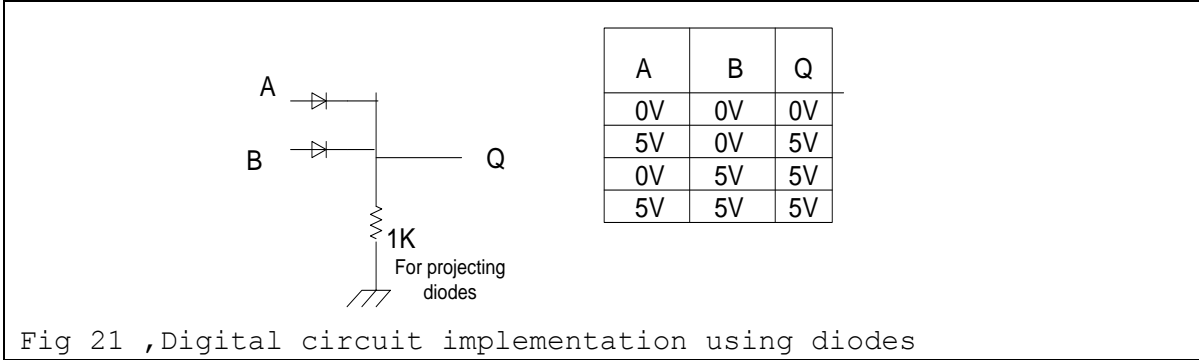 A
B
Q
1K
For projecting
diodes
A B Q
0V 0V 0V
5V 0V 5V
0V 5V 5V
5V 5V 5V
Fig 21 ,Digital circuit implementation using diodes